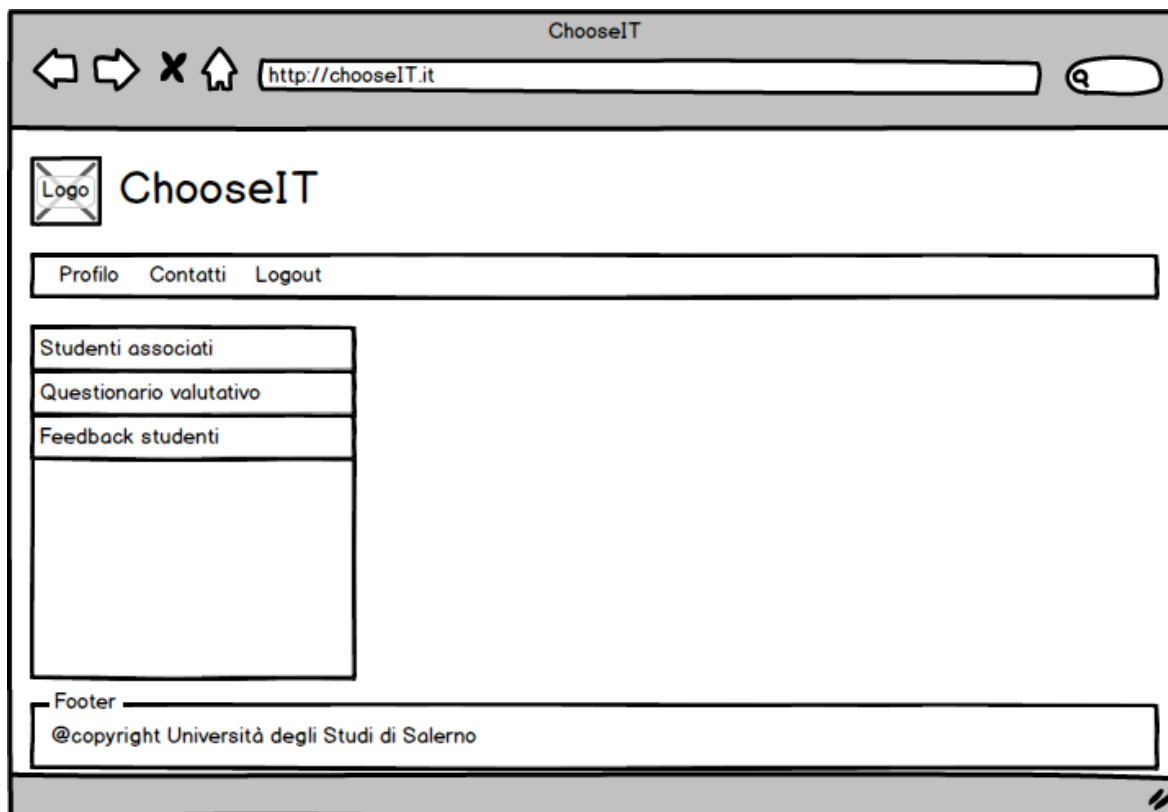 ChooseIT
http://chooseIT.it
Logo
ChooseIT
Profilo Contatti Logout
Studenti associati
Questionario valutativo
Feedback studenti
Footer
@copyright Università degli Studi di Salerno